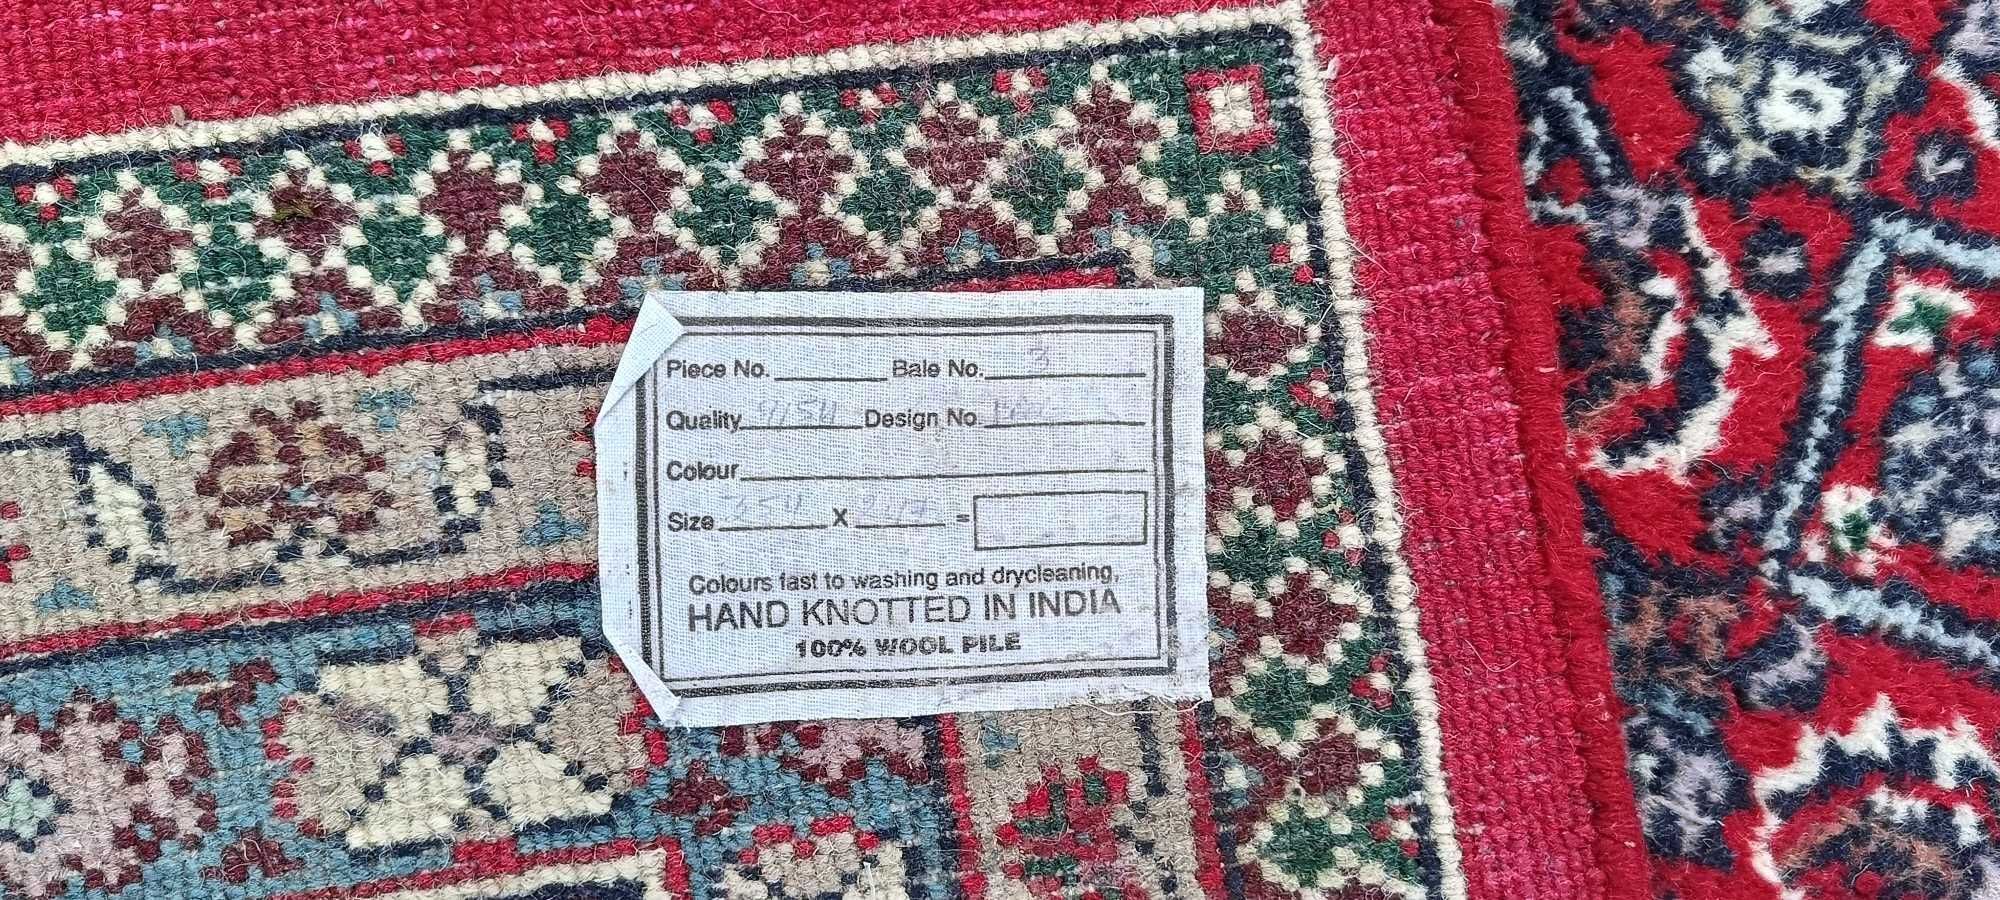 Piece No. Bale No. 3
Quality Design No.
Colour
Size X =
Colours fast to washing and drycleaning,
HAND KNOTTED IN INDIA
100% WOOL PILE